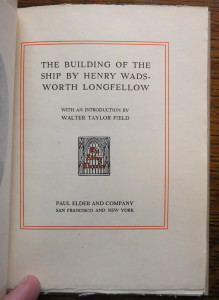 THE BUILDING OF THE
SHIP BY HENRY WADS-
WORTH LONGFELLOW
WITH AN INTRODUCTION BY
WALTER TAYLOR FIELD
PAUL ELDER AND COMPANY
SAN FRANCISCO AND NEW YORK